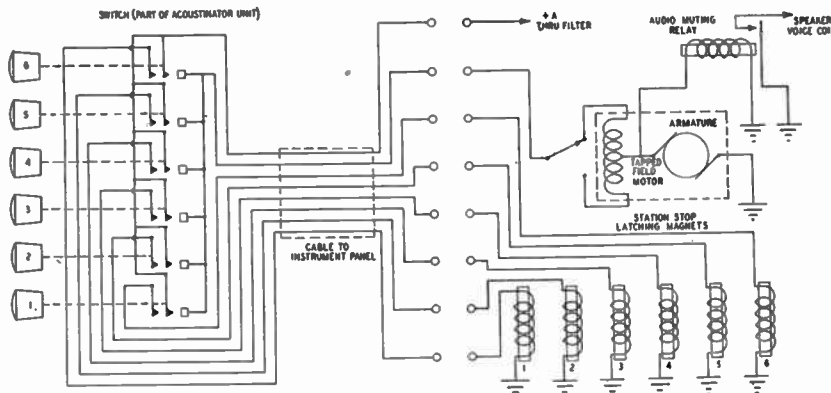 SWITCH (PART OF ACOUSTINATOR UNIT)
+ A
THRU FILTER
AUDIO MUTING
RELAY
SPEAKER
VOICE COI
6
5
4
3
2
1
ARMATURE
TAPPED
FIELD
MOTOR
STATION STOP
LATCHING MAGNETS
CABLE TO
INSTRUMENT PANEL
1
2
3
4
5
6